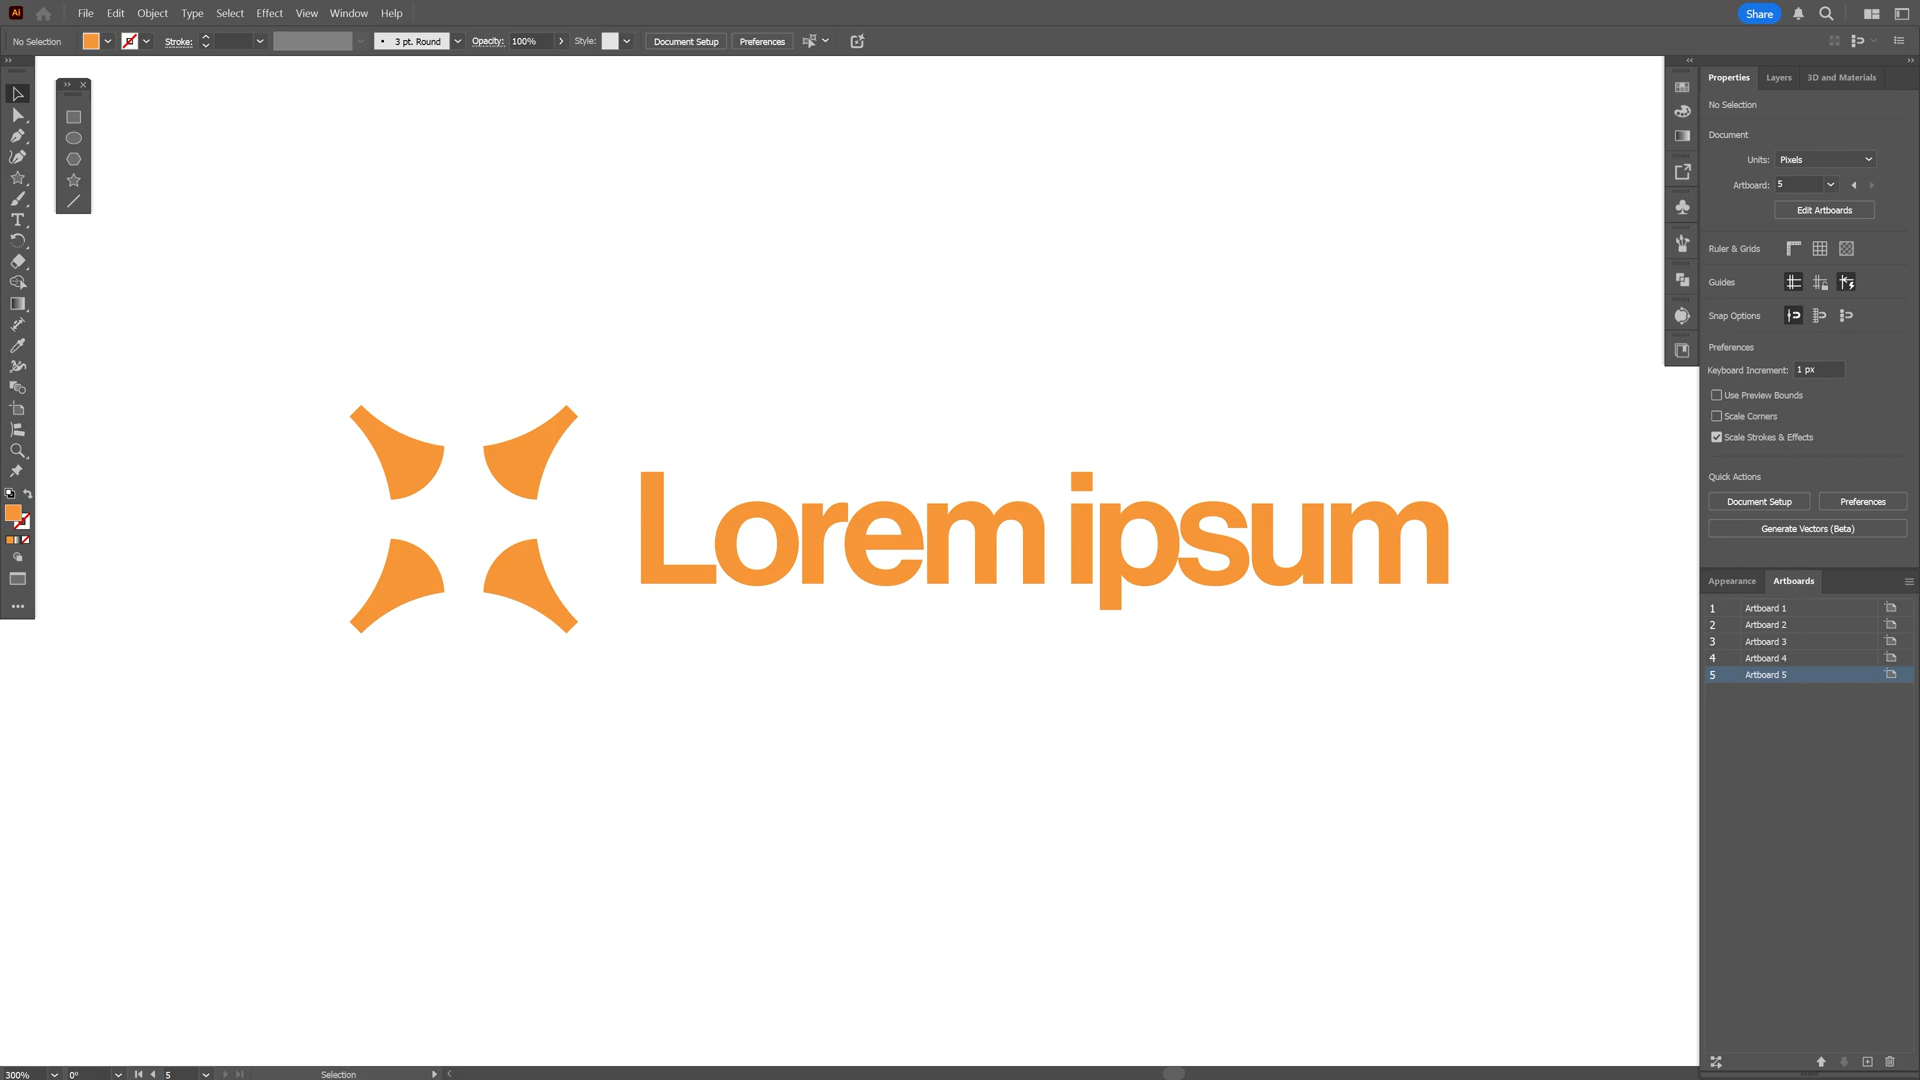 Ai File Edit Object Type Select Effect View Window Help Share
No Selection Stroke: 3 pt. Round Opacity: 100% Style: Document Setup Preferences
Properties Layers 3D and Materials
No Selection
Document
Units: Pixels
Artboard: 5
Edit Artboards
Ruler & Grids
Guides
Snap Options
Preferences
Keyboard Increment: 1 px
Use Preview Bounds
Scale Corners
Scale Strokes & Effects
Quick Actions
Document Setup Preferences
Generate Vectors (Beta)
Lorem ipsum
Appearance Artboards
1 Artboard 1
2 Artboard 2
3 Artboard 3
4 Artboard 4
5 Artboard 5
300% 0° 5 Selection